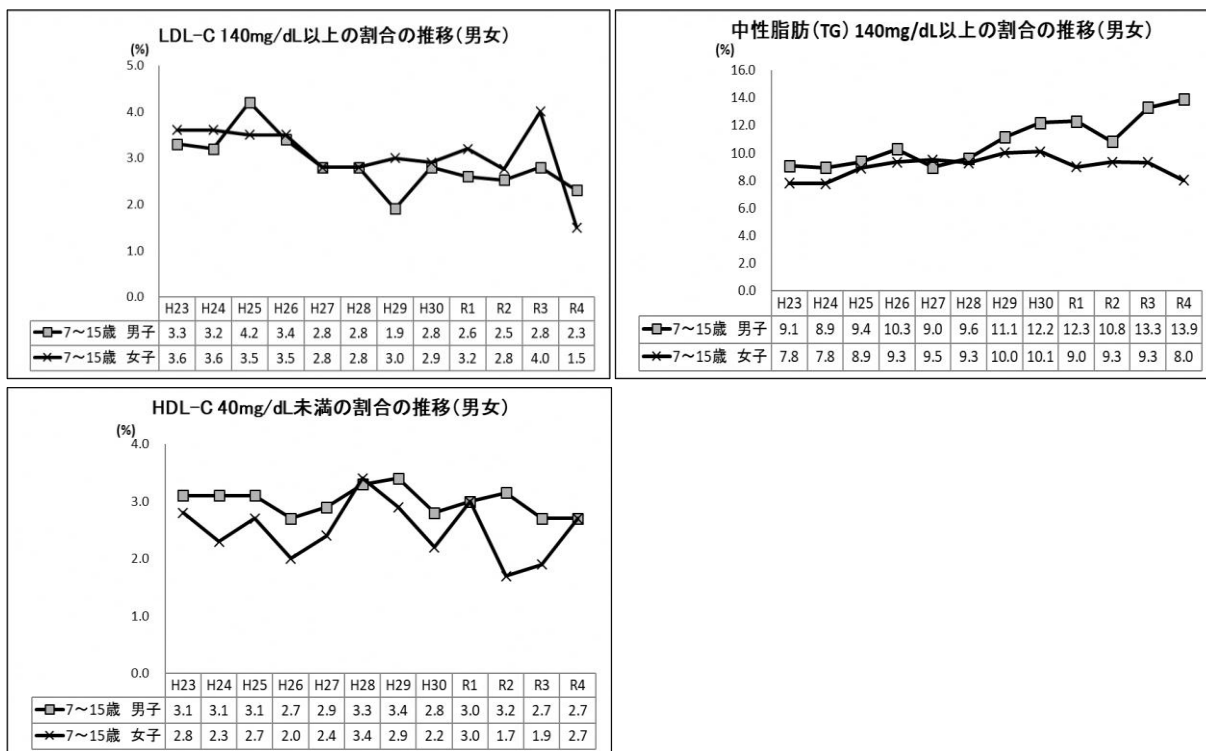 LDL-C 140mg/dL以上の割合の推移(男女)
(%)
5.0
4.0
3.0
2.0
1.0
0.0
H23 H24 H25 H26 H27 H28 H29 H30 R1 R2 R3 R4
7～15歳 男子 3.3 3.2 4.2 3.4 2.8 2.8 1.9 2.8 2.6 2.5 2.8 2.3
7～15歳 女子 3.6 3.6 3.5 3.5 2.8 2.8 3.0 2.9 3.2 2.8 4.0 1.5
中性脂肪(TG) 140mg/dL以上の割合の推移(男女)
(%)
16.0
14.0
12.0
10.0
8.0
6.0
4.0
2.0
0.0
H23 H24 H25 H26 H27 H28 H29 H30 R1 R2 R3 R4
7～15歳 男子 9.1 8.9 9.4 10.3 9.0 9.6 11.1 12.2 12.3 10.8 13.3 13.9
7～15歳 女子 7.8 7.8 8.9 9.3 9.5 9.3 10.0 10.1 9.0 9.3 9.3 8.0
HDL-C 40mg/dL未満の割合の推移(男女)
(%)
4.0
3.0
2.0
1.0
0.0
H23 H24 H25 H26 H27 H28 H29 H30 R1 R2 R3 R4
7～15歳 男子 3.1 3.1 3.1 2.7 2.9 3.3 3.4 2.8 3.0 3.2 2.7 2.7
7～15歳 女子 2.8 2.3 2.7 2.0 2.4 3.4 2.9 2.2 3.0 1.7 1.9 2.7